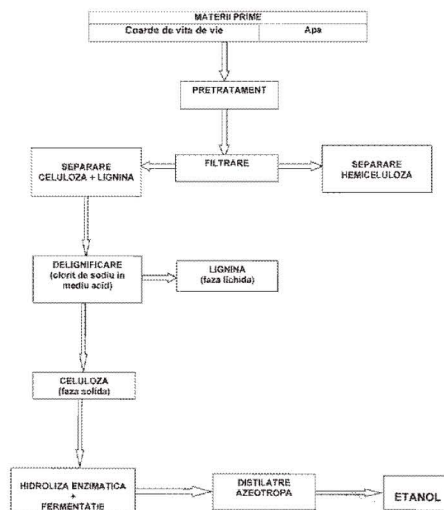 MATERII PRIME
Coarde de vita de vie
Apa
PRETRATAMENT
FILTRARE
SEPARARE
CELULOZA + LIGNINA
SEPARARE
HEMICELULOZA
DELIGNIFICARE
(clorit de sodiu in
mediu acid)
LIGNINA
(faza lichida)
CELULOZA
(faza solida)
HIDROLIZA ENZIMATICA
+
FERMENTATIE
DISTILATRE
AZEOTROPA
ETANOL